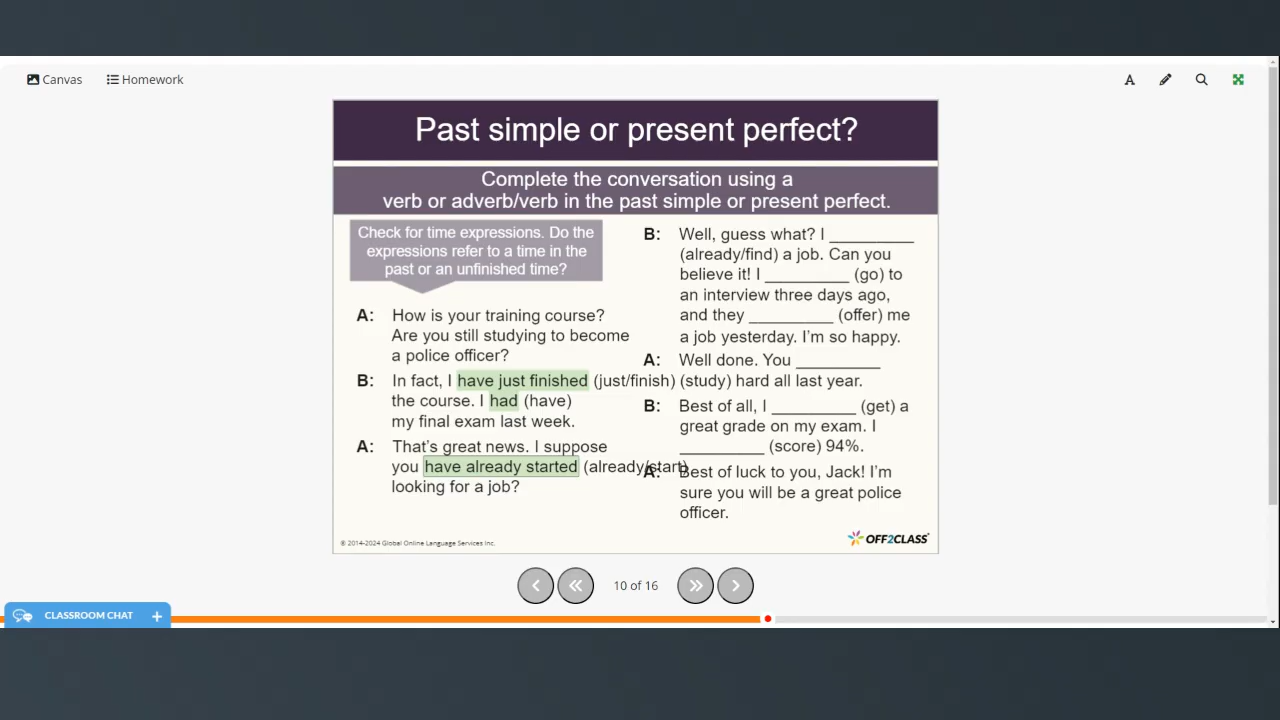 Canvas
Homework
A
Past simple or present perfect?
Complete the conversation using a
verb or adverb/verb in the past simple or present perfect.
Check for time expressions. Do the
expressions refer to a time in the
past or an unfinished time?
A: How is your training course?
Are you still studying to become
a police officer?
B: In fact, I have just finished (just/finish)
the course. I had (have)
my final exam last week.
A: That's great news. I suppose
you have already started (already/start)
looking for a job?
B: Well, guess what? I __________
(already/find) a job. Can you
believe it! I __________ (go) to
an interview three days ago,
and they __________ (offer) me
a job yesterday. I'm so happy.
A: Well done. You __________
(study) hard all last year.
B: Best of all, I __________ (get) a
great grade on my exam. I
__________ (score) 94%.
A: Best of luck to you, Jack! I'm
sure you will be a great police
officer.
© 2014-2024 Global Online Language Services Inc.
OFF2CLASS
10 of 16
CLASSROOM CHAT +